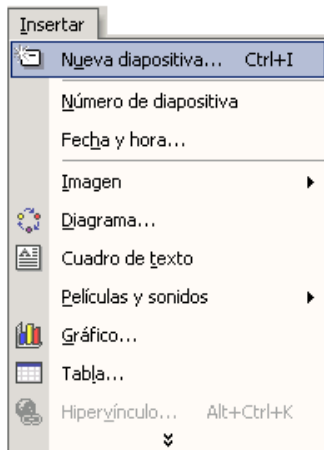 Insertar
Nueva diapositiva... Ctrl+I
Número de diapositiva
Fecha y hora...
Imagen
Diagrama...
Cuadro de texto
Películas y sonidos
Gráfico...
Tabla...
Hipervínculo... Alt+Ctrl+K